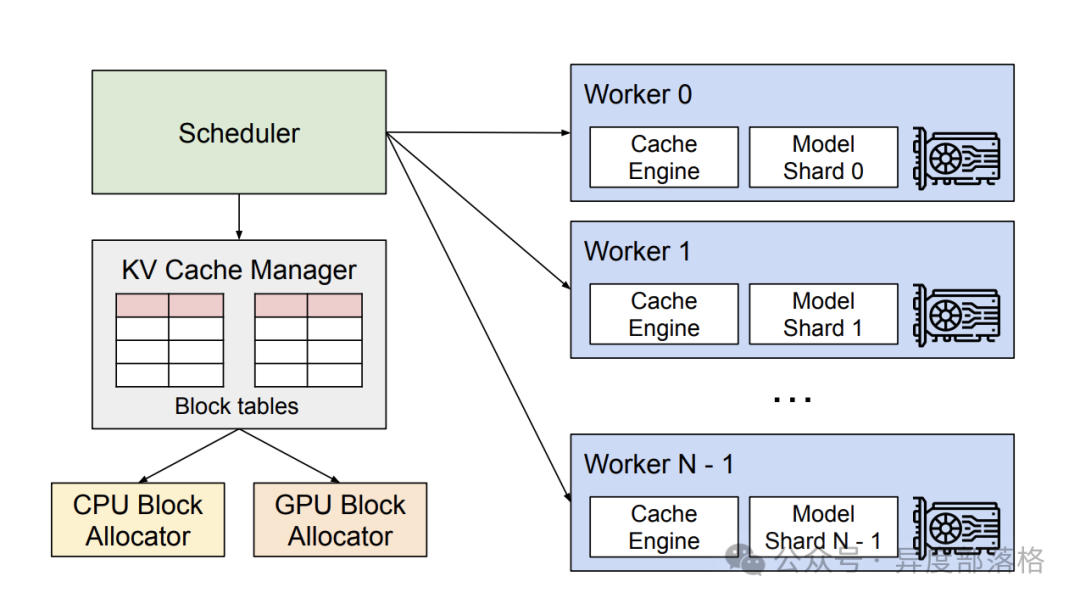 Scheduler
KV Cache Manager
Block tables
CPU Block
Allocator
GPU Block
Allocator
Worker 0
Cache
Engine
Model
Shard 0
Worker 1
Cache
Engine
Model
Shard 1
...
Worker N - 1
Cache
Engine
Model
Shard N - 1
公众号 · 异度部落格